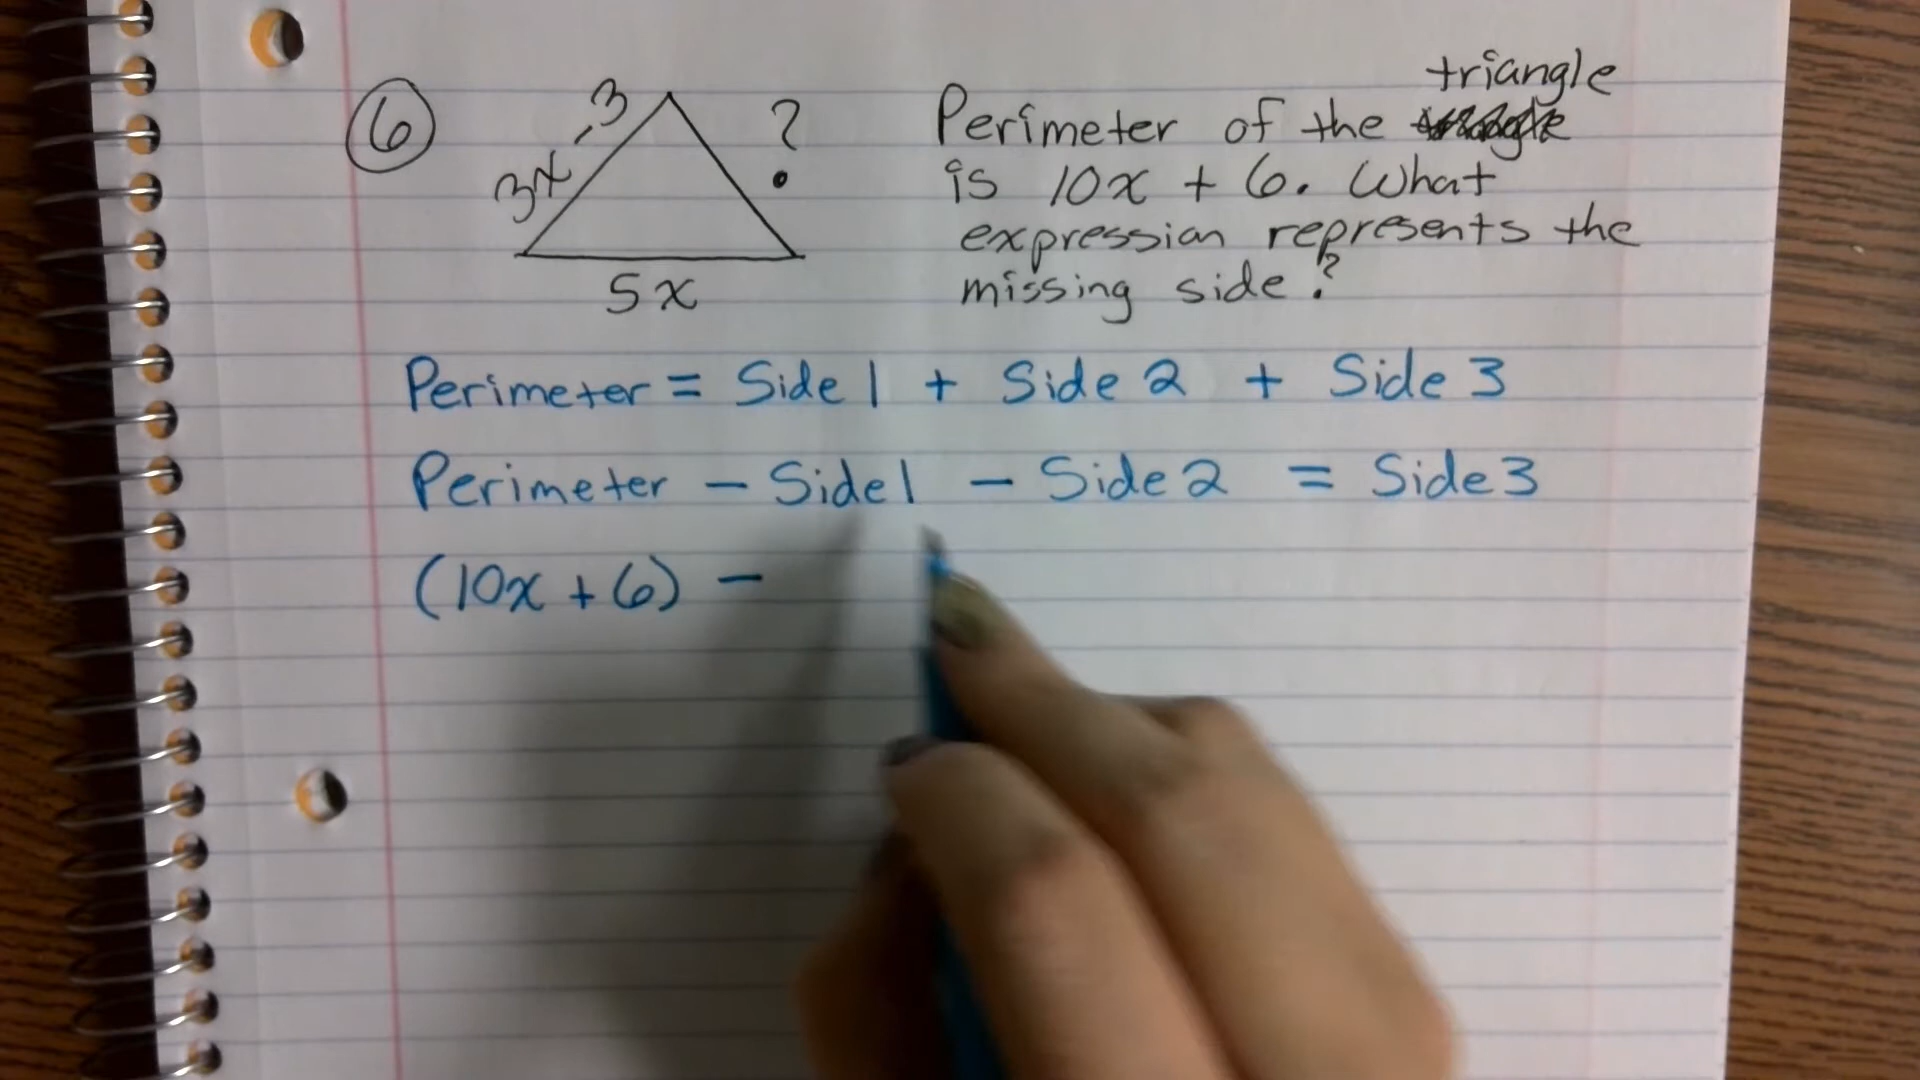 6
3x - 3
?
5x
Perimeter of the triangle
is 10x + 6. What
expression represents the
missing side?
Perimeter = Side 1 + Side 2 + Side 3
Perimeter - Side 1 - Side 2 = Side 3
(10x + 6) -